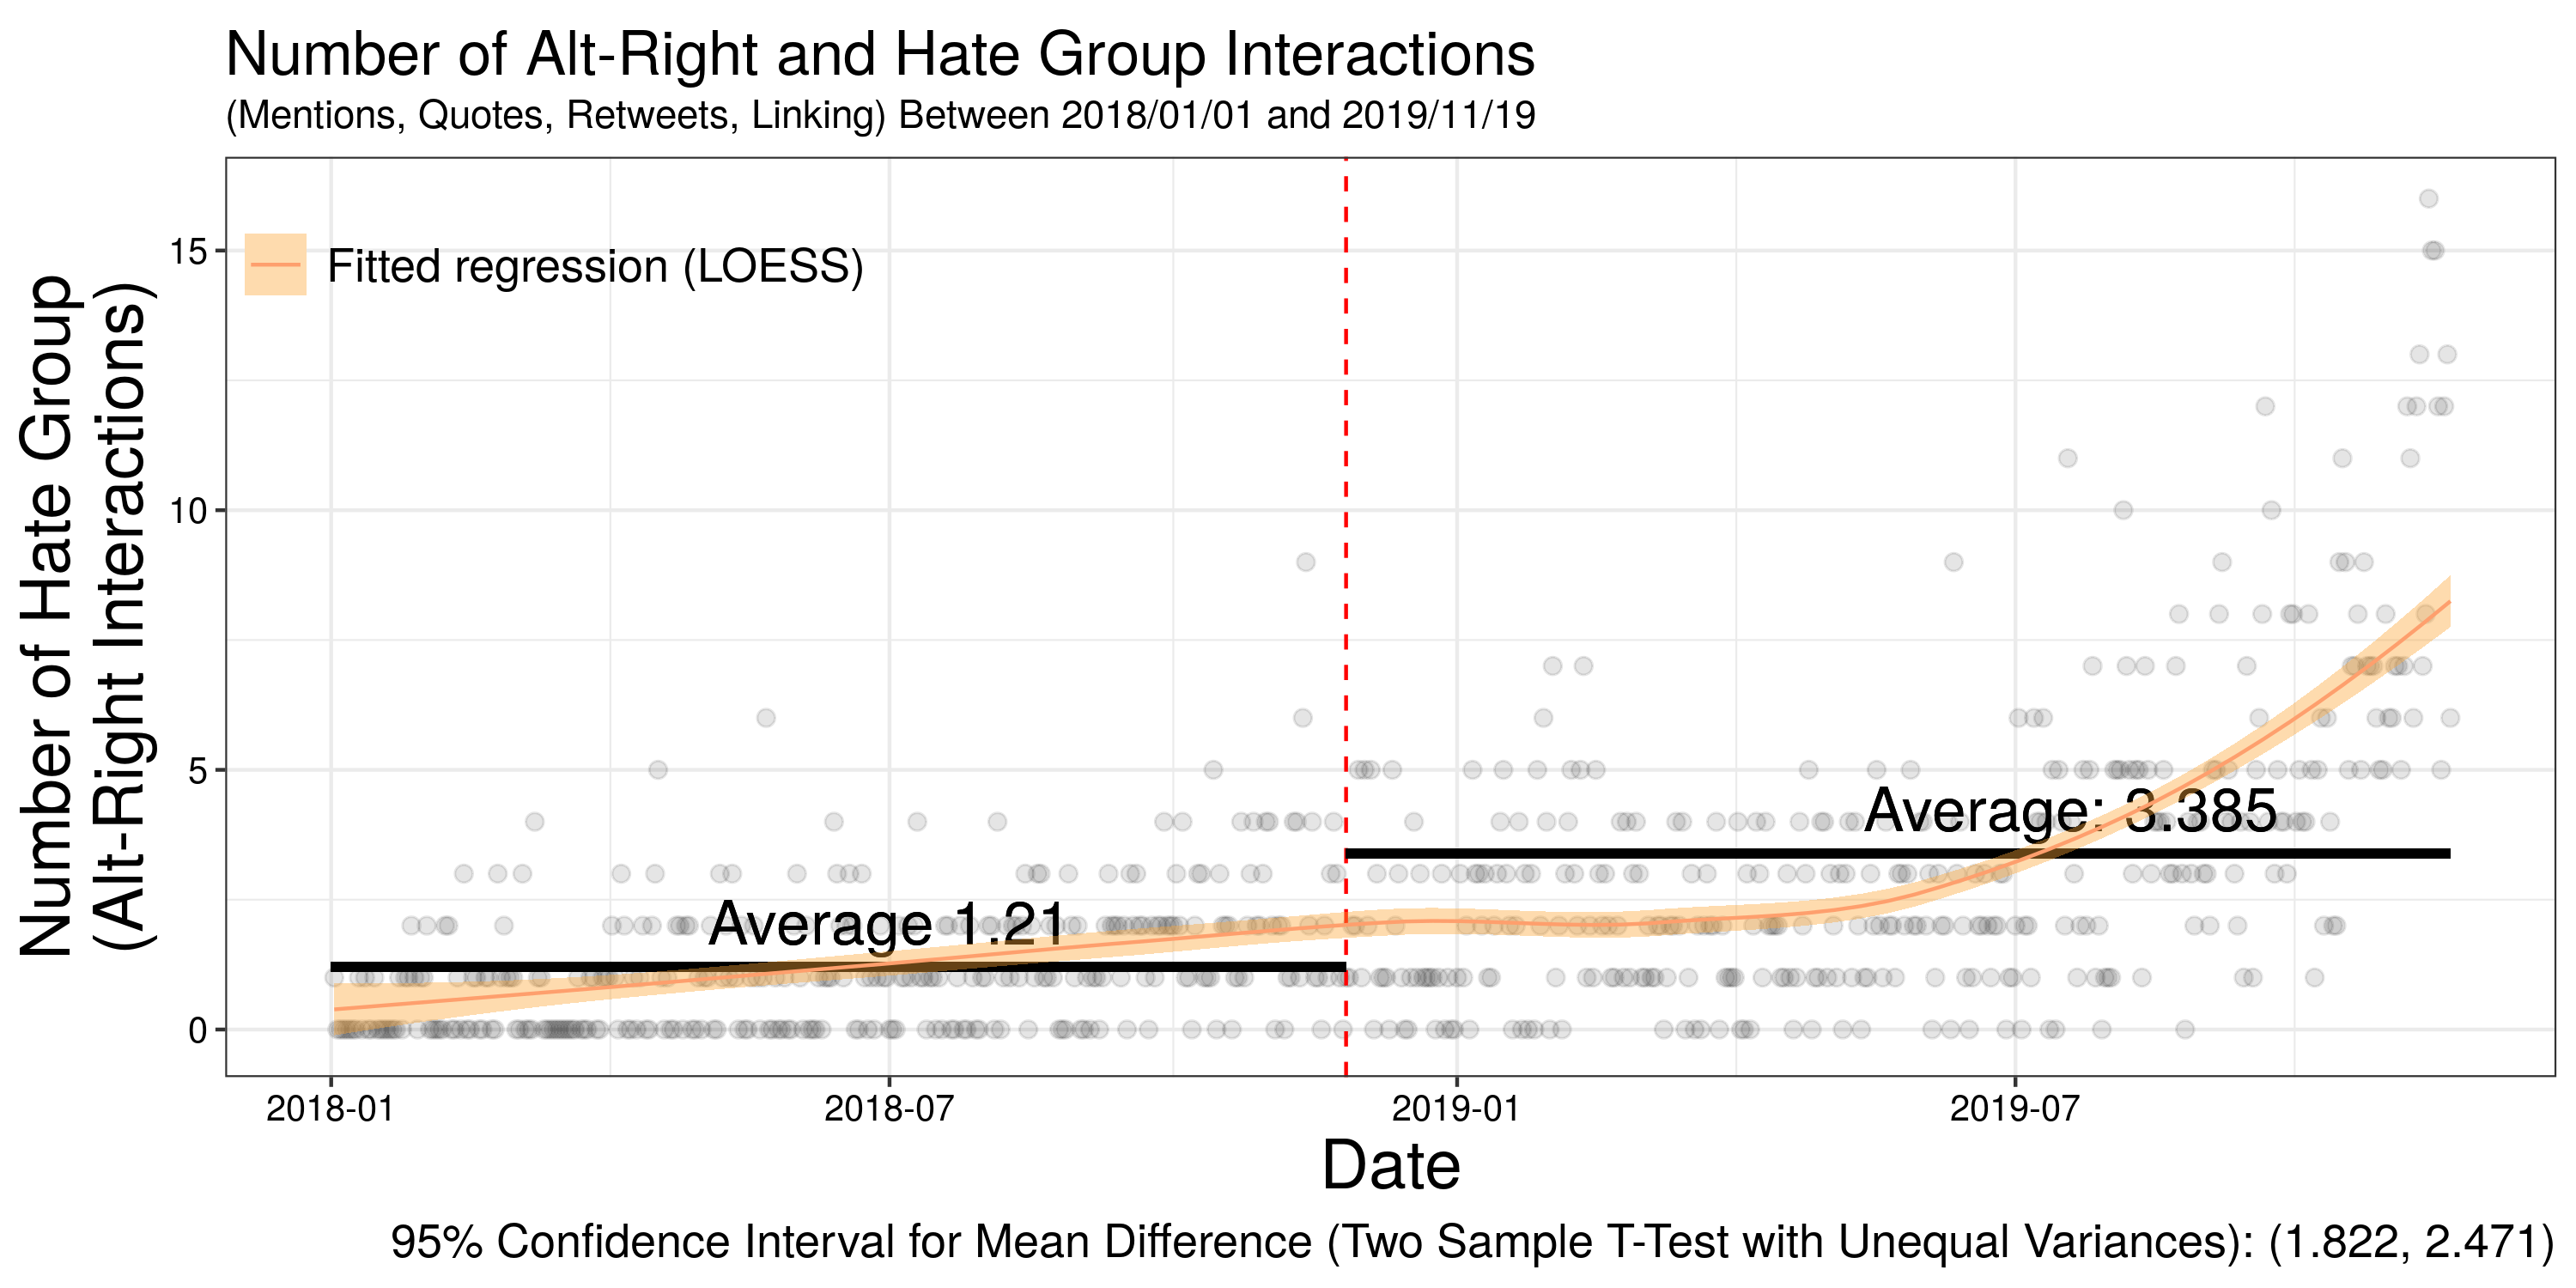 Number of Alt-Right and Hate Group Interactions
(Mentions, Quotes, Retweets, Linking) Between 2018/01/01 and 2019/11/19
Number of Hate Group
(Alt-Right Interactions)
15
10
5
0
Fitted regression (LOESS)
Average 1.21
Average: 3.385
2018-01
2018-07
2019-01
2019-07
Date
95% Confidence Interval for Mean Difference (Two Sample T-Test with Unequal Variances): (1.822, 2.471)